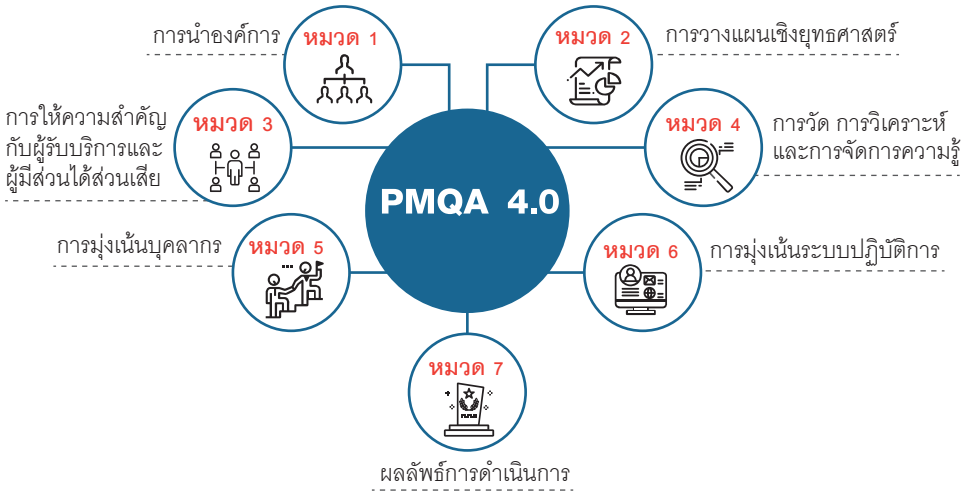 การนำองค์การ
หมวด 1
หมวด 2
การวางแผนเชิงยุทธศาสตร์
การให้ความสำคัญ
กับผู้รับบริการและ
ผู้มีส่วนได้ส่วนเสีย
หมวด 3
หมวด 4
การวัด การวิเคราะห์
และการจัดการความรู้
PMQA 4.0
การมุ่งเน้นบุคลากร
หมวด 5
หมวด 6
การมุ่งเน้นระบบปฏิบัติการ
หมวด 7
ผลลัพธ์การดำเนินการ